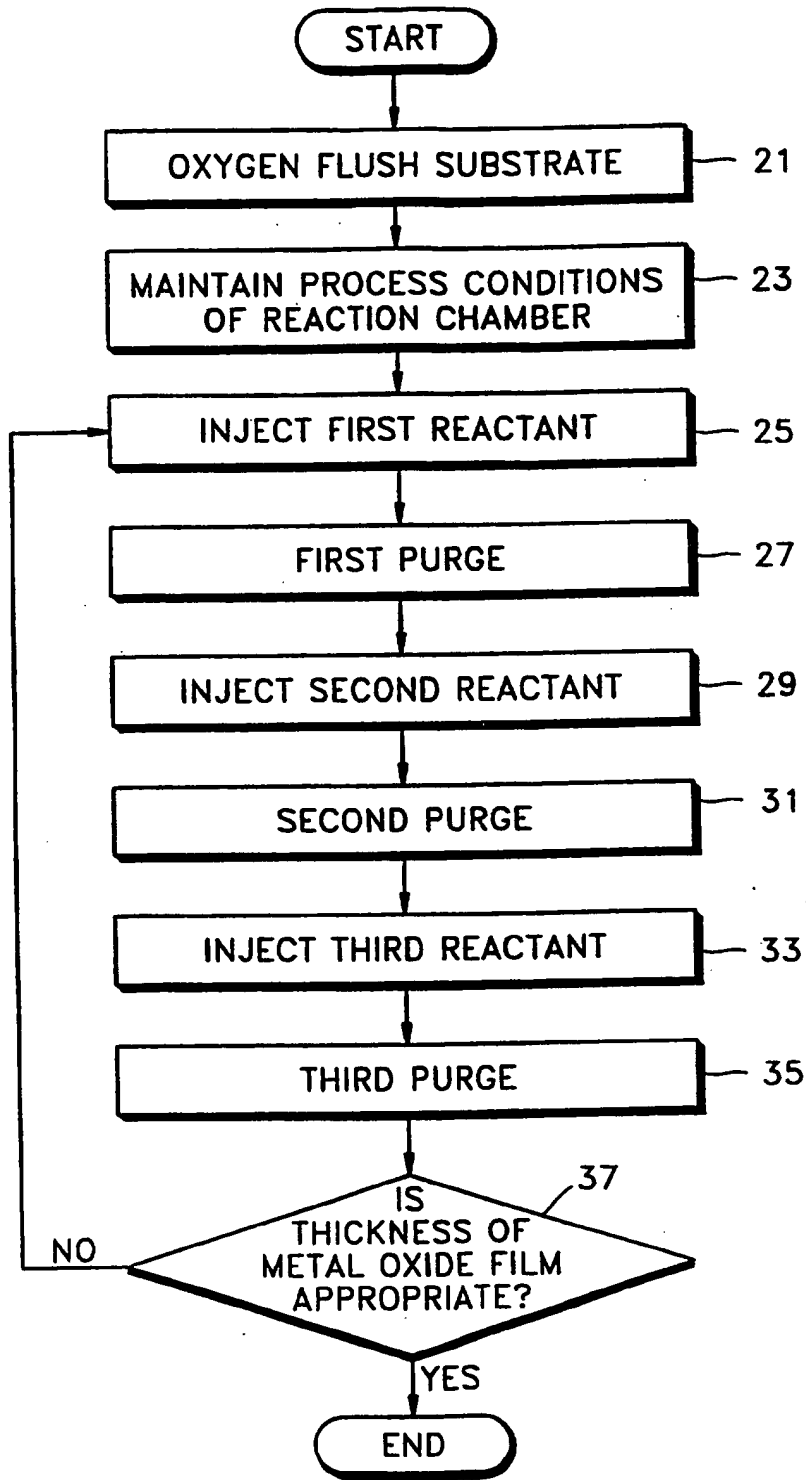 START
OXYGEN FLUSH SUBSTRATE
21
MAINTAIN PROCESS CONDITIONS
OF REACTION CHAMBER
23
INJECT FIRST REACTANT
25
FIRST PURGE
27
INJECT SECOND REACTANT
29
SECOND PURGE
31
INJECT THIRD REACTANT
33
THIRD PURGE
35
37
IS
THICKNESS OF
METAL OXIDE FILM
APPROPRIATE?
NO
YES
END